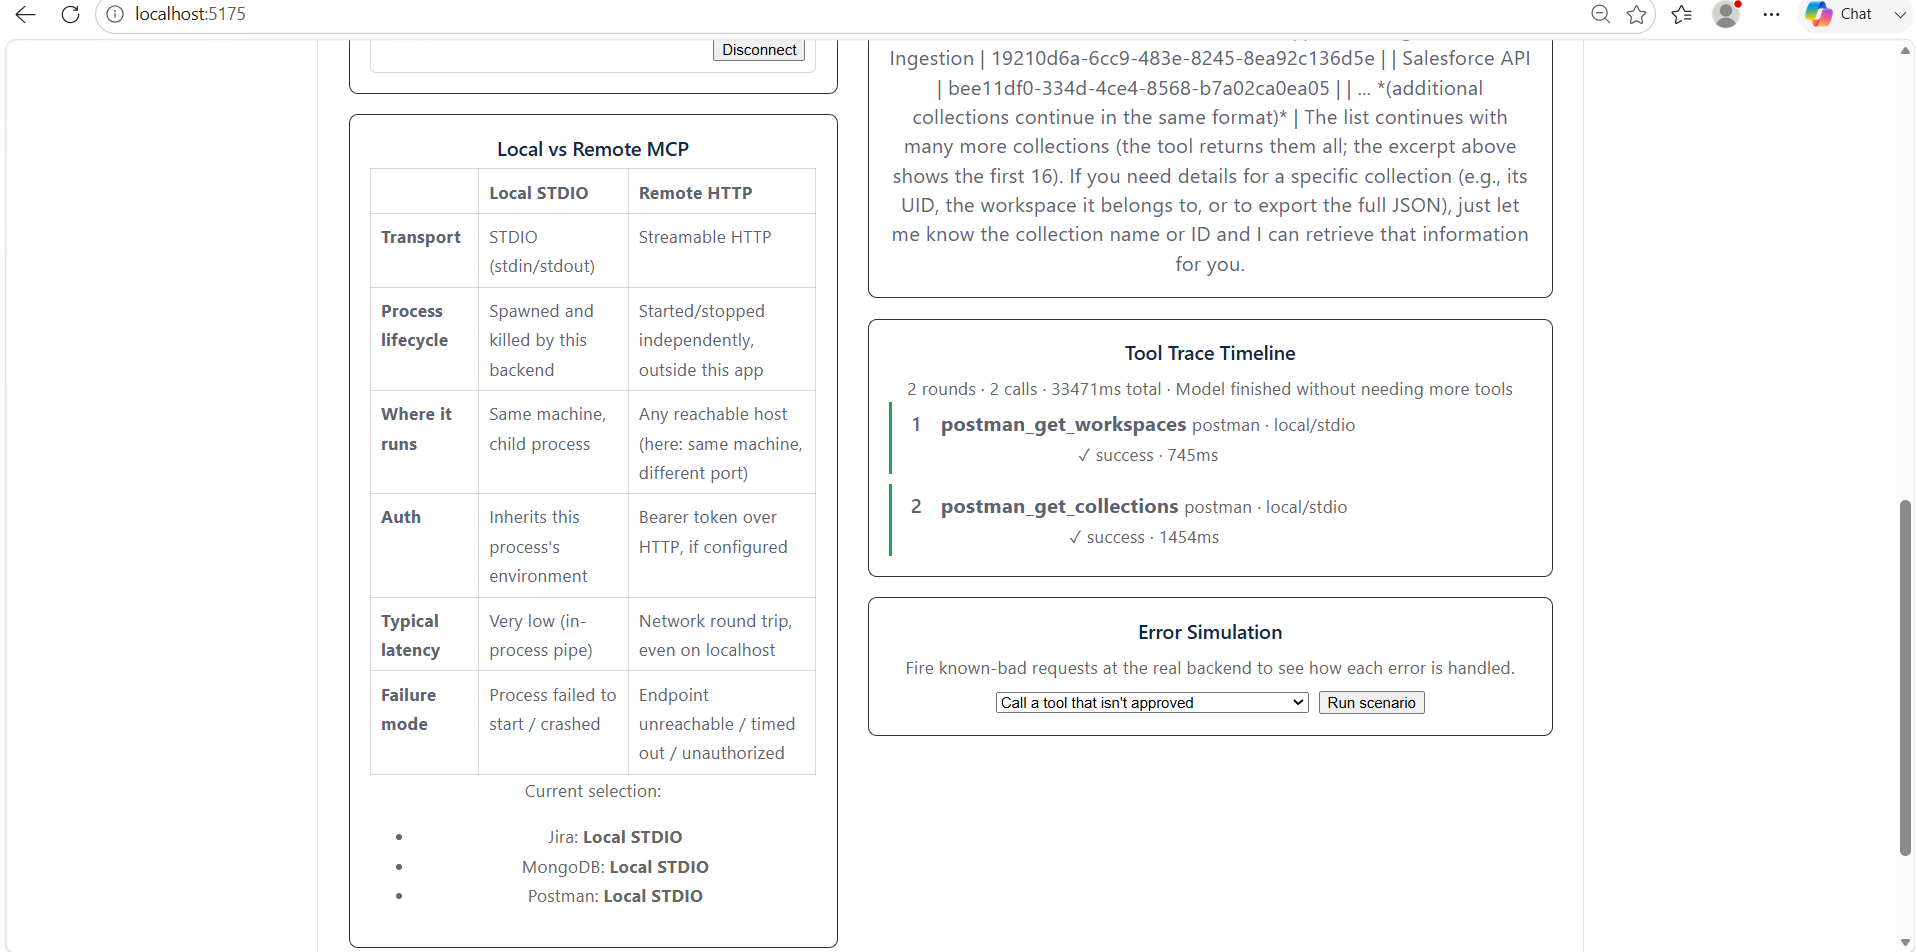 localhost:5175
Chat
Disconnect
Local vs Remote MCP
Local STDIO
Remote HTTP
Transport
STDIO
(stdin/stdout)
Streamable HTTP
Process
lifecycle
Spawned and
killed by this
backend
Started/stopped
independently,
outside this app
Where it
runs
Same machine,
child process
Any reachable host
(here: same machine,
different port)
Auth
Inherits this
process's
environment
Bearer token over
HTTP, if configured
Typical
latency
Very low (in-
process pipe)
Network round trip,
even on localhost
Failure
mode
Process failed to
start / crashed
Endpoint
unreachable / timed
out / unauthorized
Current selection:
• Jira: Local STDIO
• MongoDB: Local STDIO
• Postman: Local STDIO
Ingestion | 19210d6a-6cc9-483e-8245-8ea92c136d5e | | Salesforce API
| bee11df0-334d-4ce4-8568-b7a02ca0ea05 | | ... *(additional
collections continue in the same format)* | The list continues with
many more collections (the tool returns them all; the excerpt above
shows the first 16). If you need details for a specific collection (e.g., its
UID, the workspace it belongs to, or to export the full JSON), just let
me know the collection name or ID and I can retrieve that information
for you.
Tool Trace Timeline
2 rounds · 2 calls · 33471ms total · Model finished without needing more tools
1 postman_get_workspaces postman · local/stdio
✓ success · 745ms
2 postman_get_collections postman · local/stdio
✓ success · 1454ms
Error Simulation
Fire known-bad requests at the real backend to see how each error is handled.
Call a tool that isn't approved
Run scenario